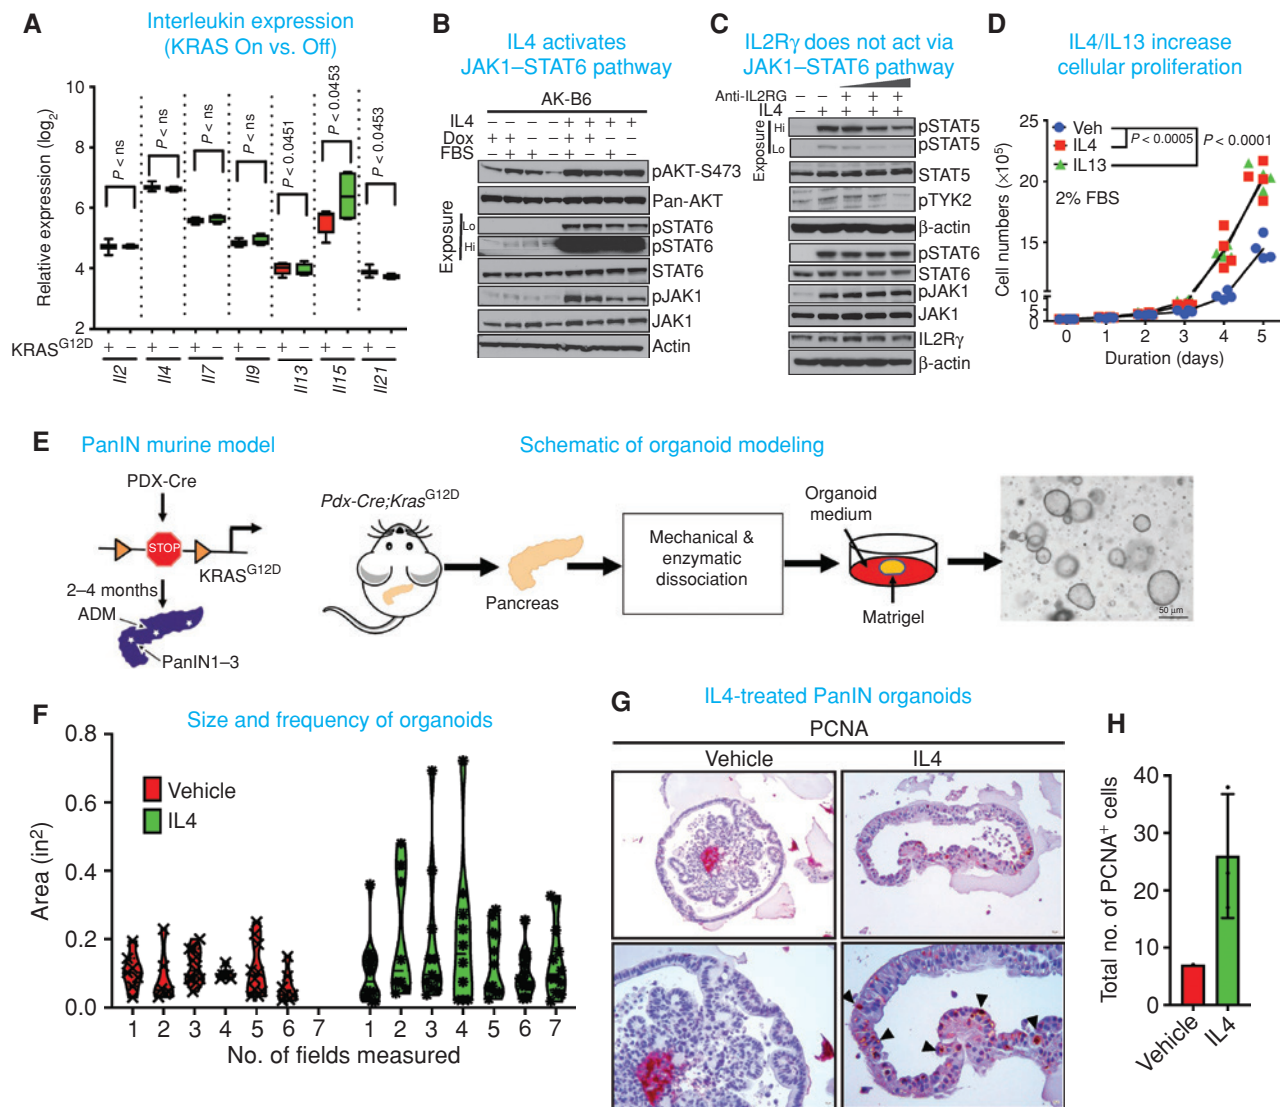 A
Interleukin expression
(KRAS On vs. Off)
Relative expression (log2)
10
8
6
4
2
P < ns
P < ns
P < ns
P < ns
P < 0.0451
P < 0.0453
P < 0.0453
KRASG12D
+ − + − + − + − + − + − + −
Il2 Il4 Il7 Il9 Il13 Il15 Il21
B
IL4 activates
JAK1–STAT6 pathway
AK-B6
IL4 − − − − + + + + +
Dox
FBS
pAKT-S473
Pan-AKT
Exposure
Lo
pSTAT6
Hi
pSTAT6
STAT6
pJAK1
JAK1
Actin
C
IL2Rγ does not act via
JAK1–STAT6 pathway
Anti-IL2RG − − + + +
IL4 − + + + +
Exposure
Hi
pSTAT5
Lo
pSTAT5
STAT5
pTYK2
β-actin
pSTAT6
STAT6
pJAK1
JAK1
IL2Rγ
β-actin
D
IL4/IL13 increase
cellular proliferation
Cell numbers (×10⁵)
25
20
15
10
5
0
Veh
IL4
IL13
P < 0.0005
P < 0.0001
2% FBS
0 1 2 3 4 5
Duration (days)
E
PanIN murine model
PDX-Cre
STOP
KRASG12D
2–4 months
ADM
PanIN1–3
Schematic of organoid modeling
Pdx-Cre;KrasG12D
Pancreas
Mechanical &
enzymatic
dissociation
Organoid
medium
Matrigel
50 μm
F
Size and frequency of organoids
Area (in²)
0.8
0.6
0.4
0.2
0.0
Vehicle
IL4
1 2 3 4 5 6 7 1 2 3 4 5 6 7
No. of fields measured
G
IL4-treated PanIN organoids
PCNA
Vehicle IL4
H
Total no. of PCNA+ cells
40
30
20
10
0
Vehicle
IL4